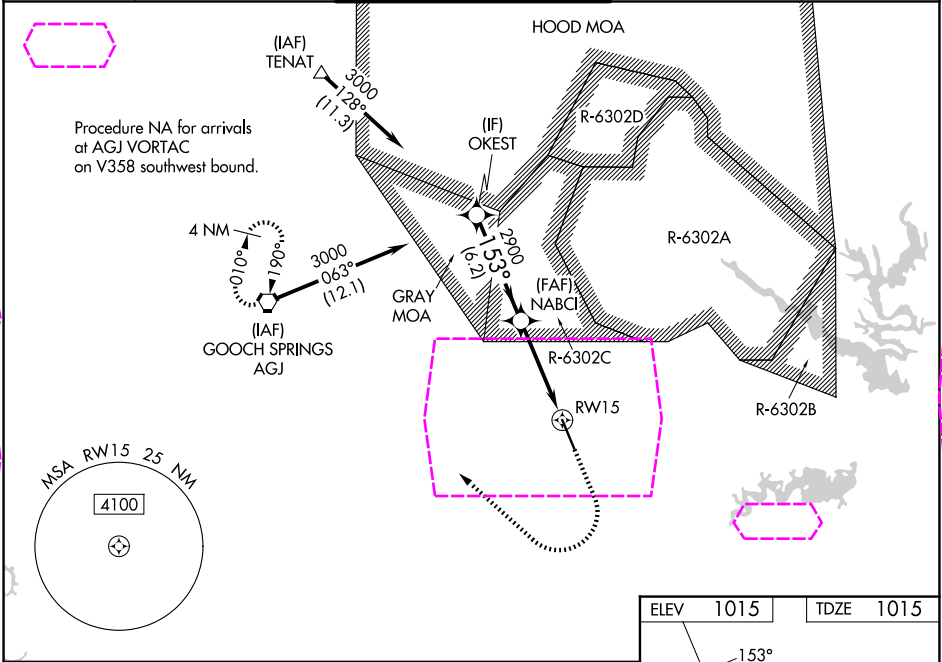 HOOD MOA
(IAF)
TENAT
3000
128°
(11.3)
R-6302D
Procedure NA for arrivals
at AGJ VORTAC
on V358 southwest bound.
(IF)
OKEST
4 NM
010°
190°
3000
063°
(12.1)
2900
153°
(6.2)
R-6302A
GRAY
MOA
(FAF)
NABCI
(IAF)
GOOCH SPRINGS
AGJ
R-6302C
RW15
R-6302B
MSA RW15 25 NM
4100
ELEV 1015
TDZE 1015
153°